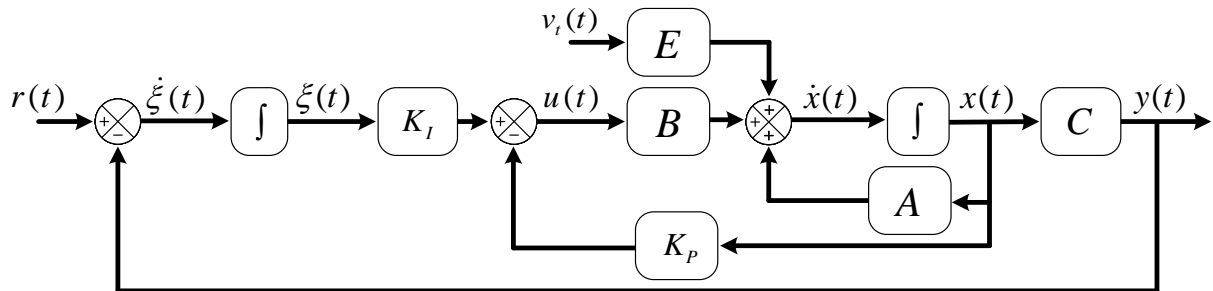 v_t(t)
E
r(t)
+
−
ξ̇(t)
∫
ξ(t)
K_I
+
−
u(t)
B
+
+
+
ẋ(t)
∫
x(t)
C
y(t)
A
K_P